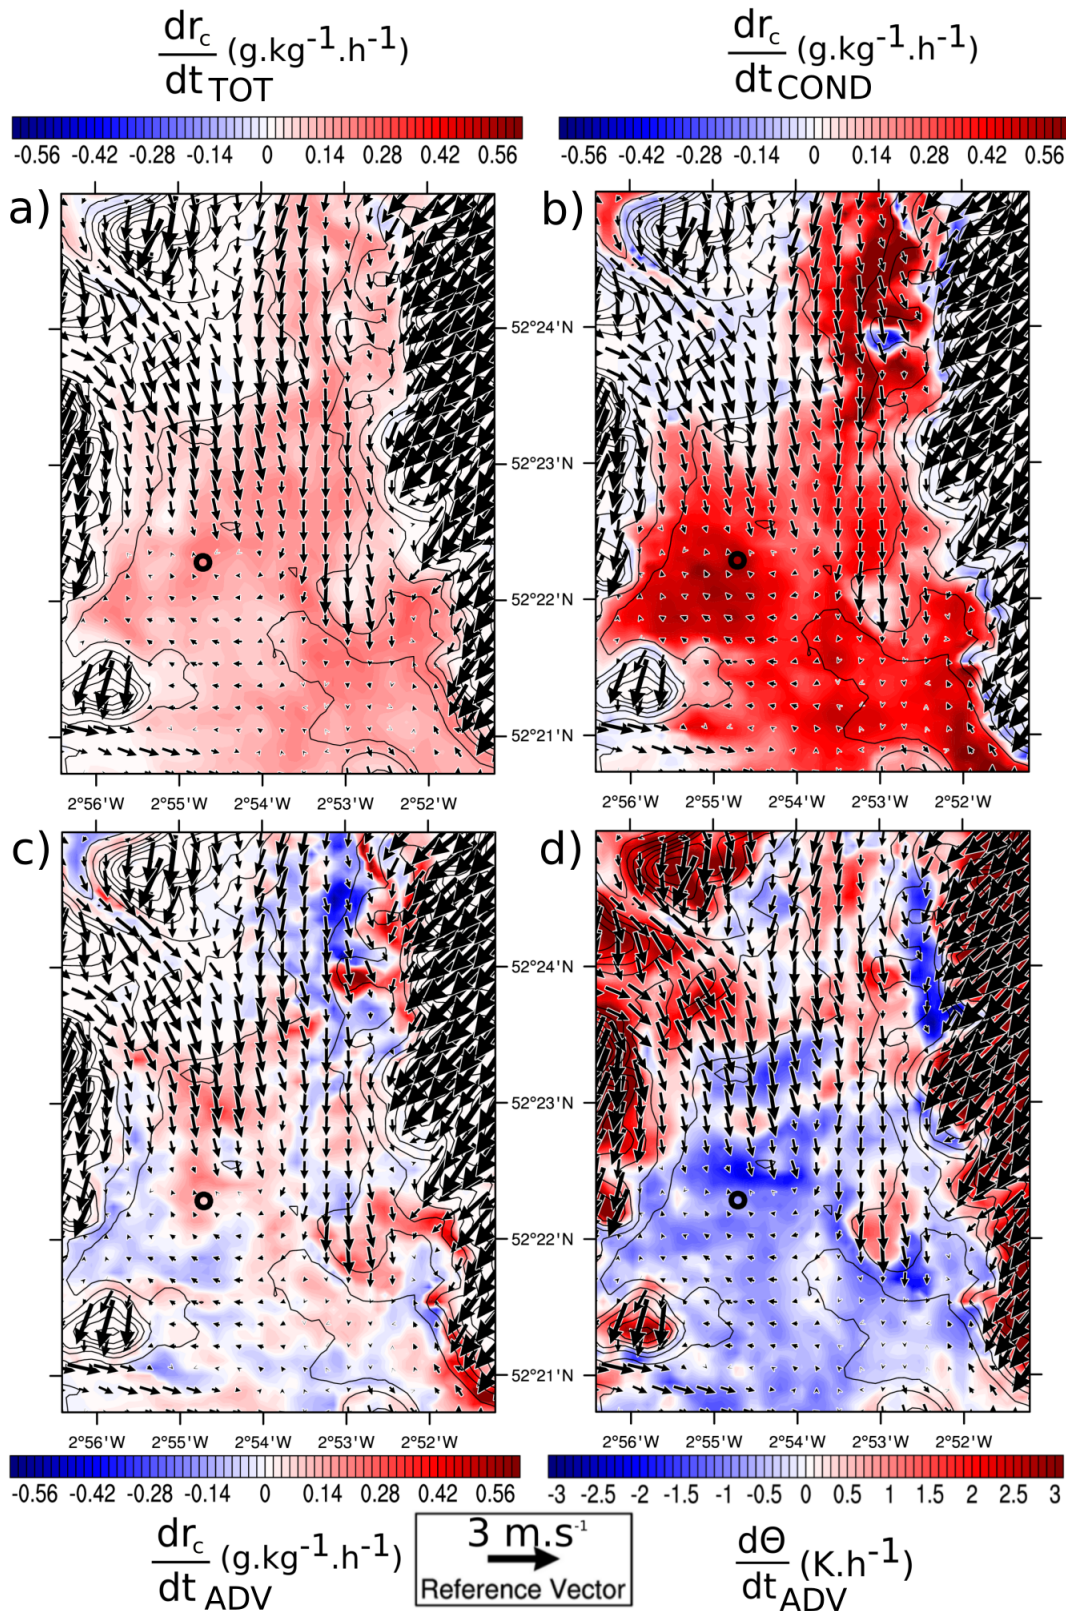 dr_c/dt_TOT (g.kg⁻¹.h⁻¹)
dr_c/dt_COND (g.kg⁻¹.h⁻¹)
-0.56 -0.42 -0.28 -0.14 0 0.14 0.28 0.42 0.56
-0.56 -0.42 -0.28 -0.14 0 0.14 0.28 0.42 0.56
a)
b)
52°24'N
52°23'N
52°22'N
52°21'N
2°56'W 2°55'W 2°54'W 2°53'W 2°52'W
2°56'W 2°55'W 2°54'W 2°53'W 2°52'W
c)
d)
52°24'N
52°23'N
52°22'N
52°21'N
2°56'W 2°55'W 2°54'W 2°53'W 2°52'W
2°56'W 2°55'W 2°54'W 2°53'W 2°52'W
-0.56 -0.42 -0.28 -0.14 0 0.14 0.28 0.42 0.56
-3 -2.5 -2 -1.5 -1 -0.5 0 0.5 1 1.5 2 2.5 3
dr_c/dt_ADV (g.kg⁻¹.h⁻¹)
3 m.s⁻¹
Reference Vector
dΘ/dt_ADV (K.h⁻¹)